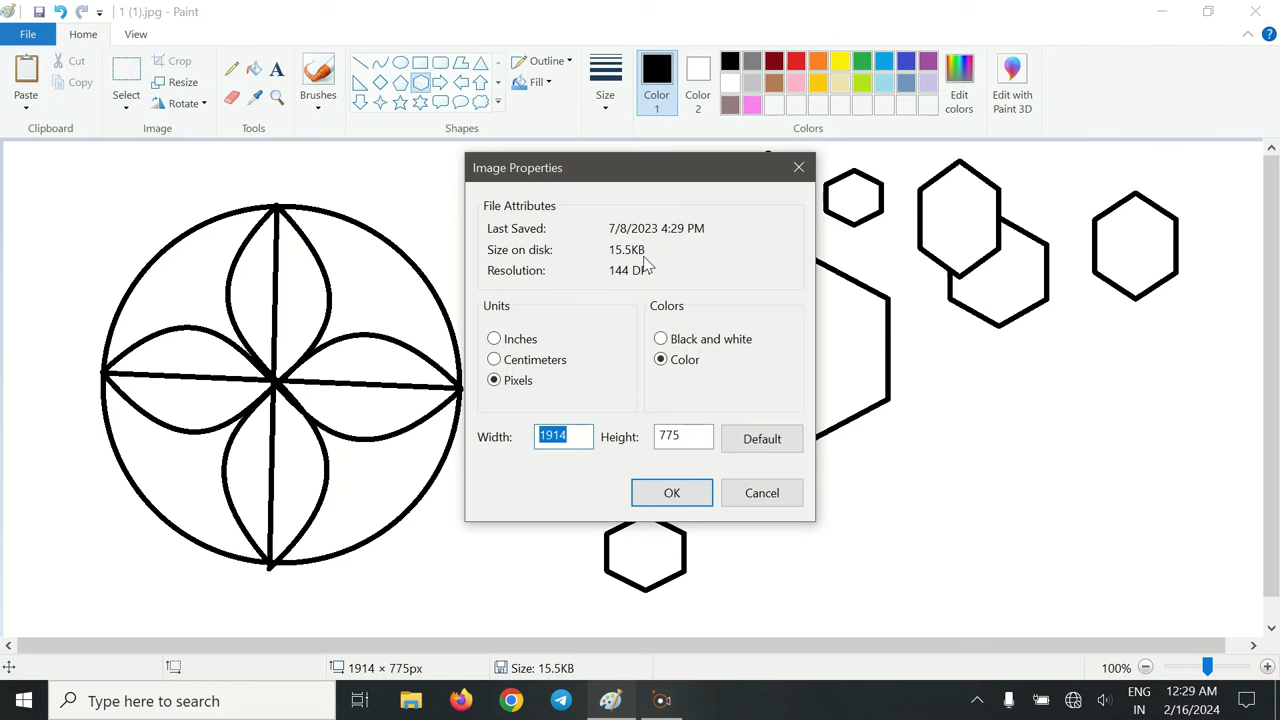 1 (1).jpg - Paint
File Home View
Paste Cut Copy Clipboard
Select Crop Resize Rotate Image
A Tools
Brushes
Outline Fill Shapes
Size
Color 1 Color 2 Edit colors Colors
Edit with Paint 3D
Image Properties
File Attributes
Last Saved: 7/8/2023 4:29 PM
Size on disk: 15.5KB
Resolution: 144 DPI
Units Colors
Inches Black and white
Centimeters Color
Pixels
Width: 1914 Height: 775 Default
OK Cancel
1914 × 775px Size: 15.5KB 100%
Type here to search
ENG IN
12:29 AM
2/16/2024